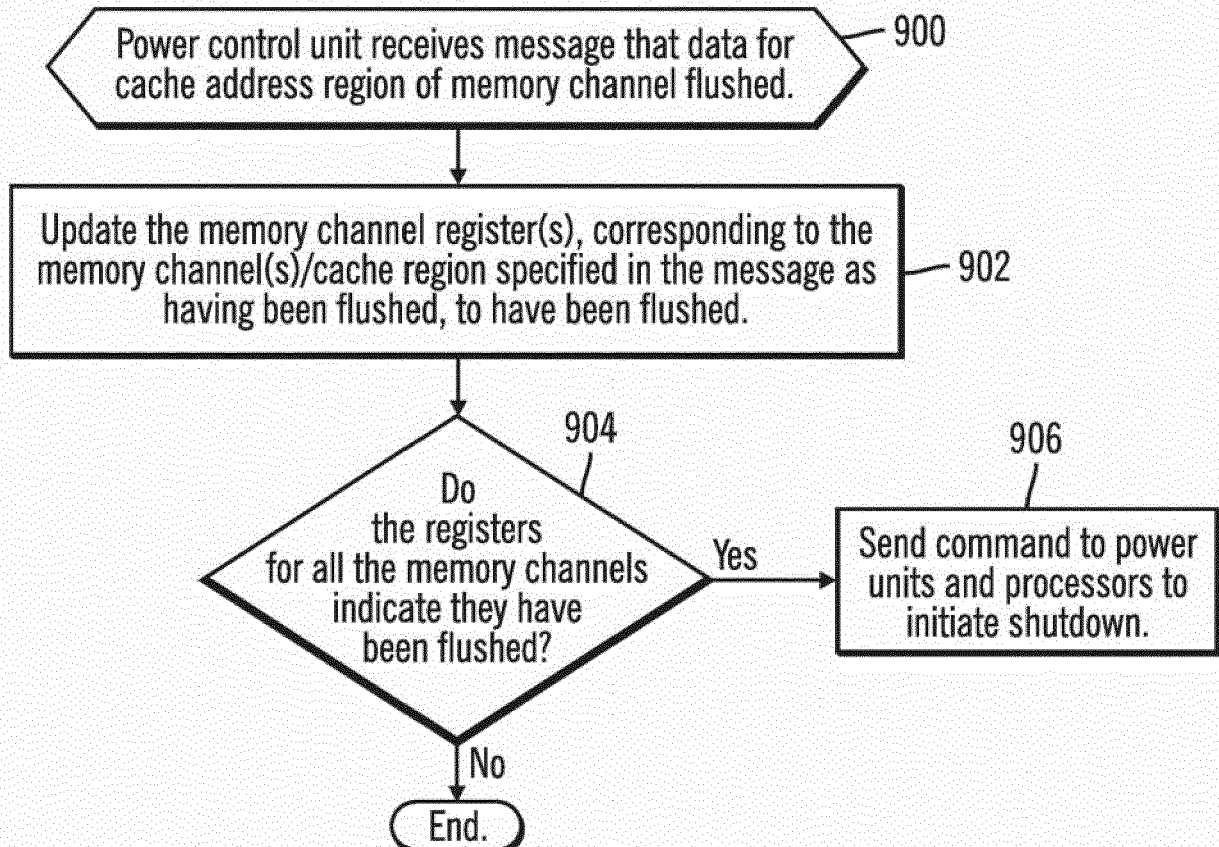 Power control unit receives message that data for
cache address region of memory channel flushed.
900
Update the memory channel register(s), corresponding to the
memory channel(s)/cache region specified in the message as
having been flushed, to have been flushed.
902
904
Do
the registers
for all the memory channels
indicate they have
been flushed?
Yes
906
Send command to power
units and processors to
initiate shutdown.
No
End.